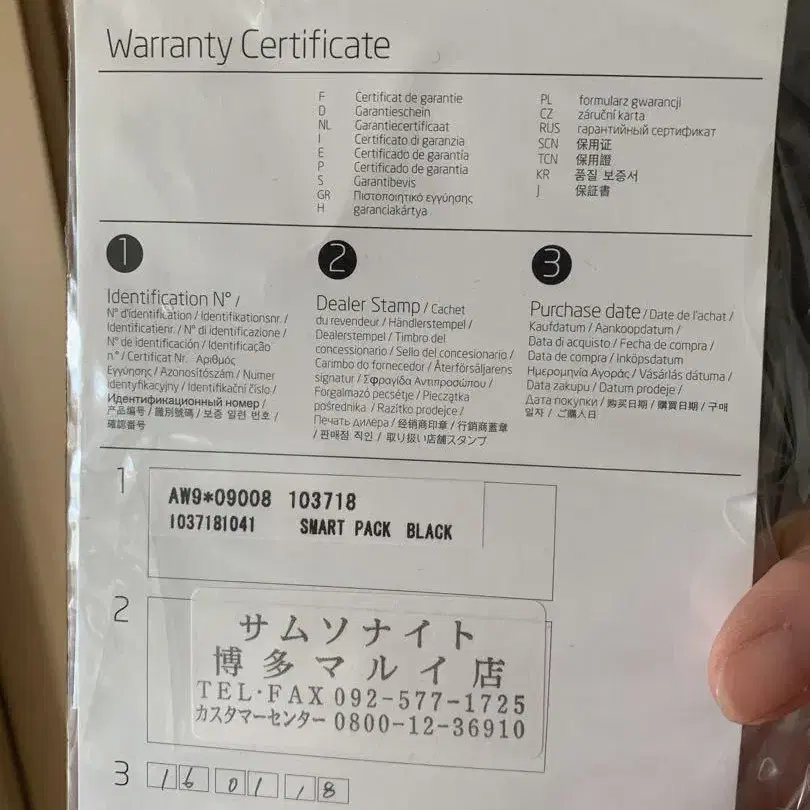 Warranty Certificate
F Certificat de garantie
D Garantieschein
NL Garantiecertificaat
I Certificato di garanzia
E Certificado de garantía
P Certificado de garantia
S Garantibevis
GR Πιστοποιητικό εγγύησης
H garanciakártya
PL formularz gwarancji
CZ záruční karta
RUS гарантийный сертификат
SCN 保用证
TCN 保用證
KR 품질 보증서
J 保証書
1
Identification N° /
N° d'identification / Identifikationsnr. /
Identificatienr. / N° di identificazione /
N° de identificación / Identificação
n° / Certificat Nr. Αριθμός
Εγγύησης / Azonosítószám / Numer
identyfikacyjny / Identifikační číslo /
Идентификационный номер /
产品编号 / 識別號碼 / 보증 일련 번호 /
確認番号
2
Dealer Stamp / Cachet
du revendeur / Händlerstempel /
Dealerstempel / Timbro del
concessionario / Sello del concesionario /
Carimbo do fornecedor / Återförsäljarens
signatur / Σφραγίδα Αντιπροσώπου /
Forgalmazó pecsétje / Pieczątka
pośrednika / Razítko prodejce /
Печать дилера / 经销商印章 / 行銷商蓋章
/ 판매점 직인 / 取り扱い店舗スタンプ
3
Purchase date / Date de l'achat /
Kaufdatum / Aankoopdatum /
Data di acquisto / Fecha de compra /
Data de compra / Inköpsdatum
Ημερομηνία Αγοράς / Vásárlás dátuma /
Data zakupu / Datum prodeje /
Дата покупки / 购买日期 / 購買日期 / 구매
일자 / ご購入日
1
AW9*09008 103718
1037181041 SMART PACK BLACK
2
サムソナイト
博多マルイ店
TEL・FAX 092-577-1725
カスタマーセンター 0800-12-36910
3 16 01 18